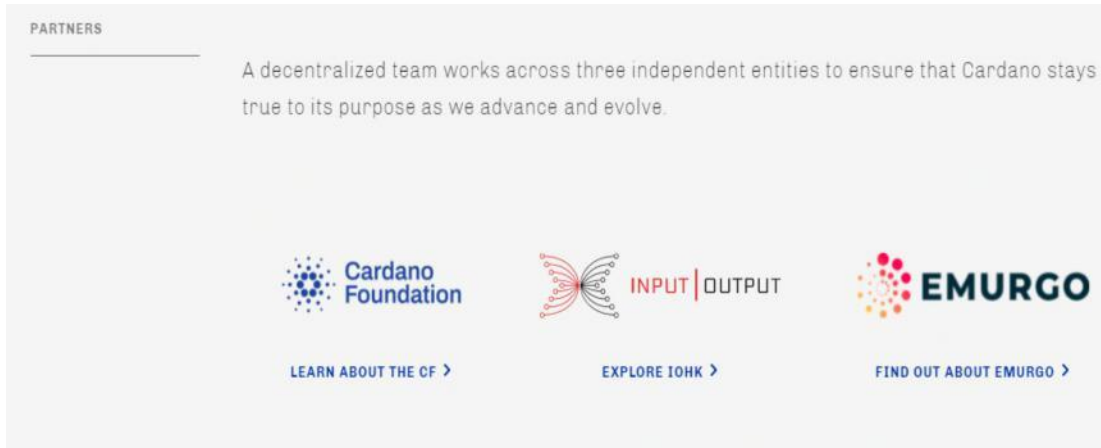 PARTNERS
A decentralized team works across three independent entities to ensure that Cardano stays
true to its purpose as we advance and evolve.
Cardano
Foundation
INPUT|OUTPUT
EMURGO
LEARN ABOUT THE CF >
EXPLORE IOHK >
FIND OUT ABOUT EMURGO >